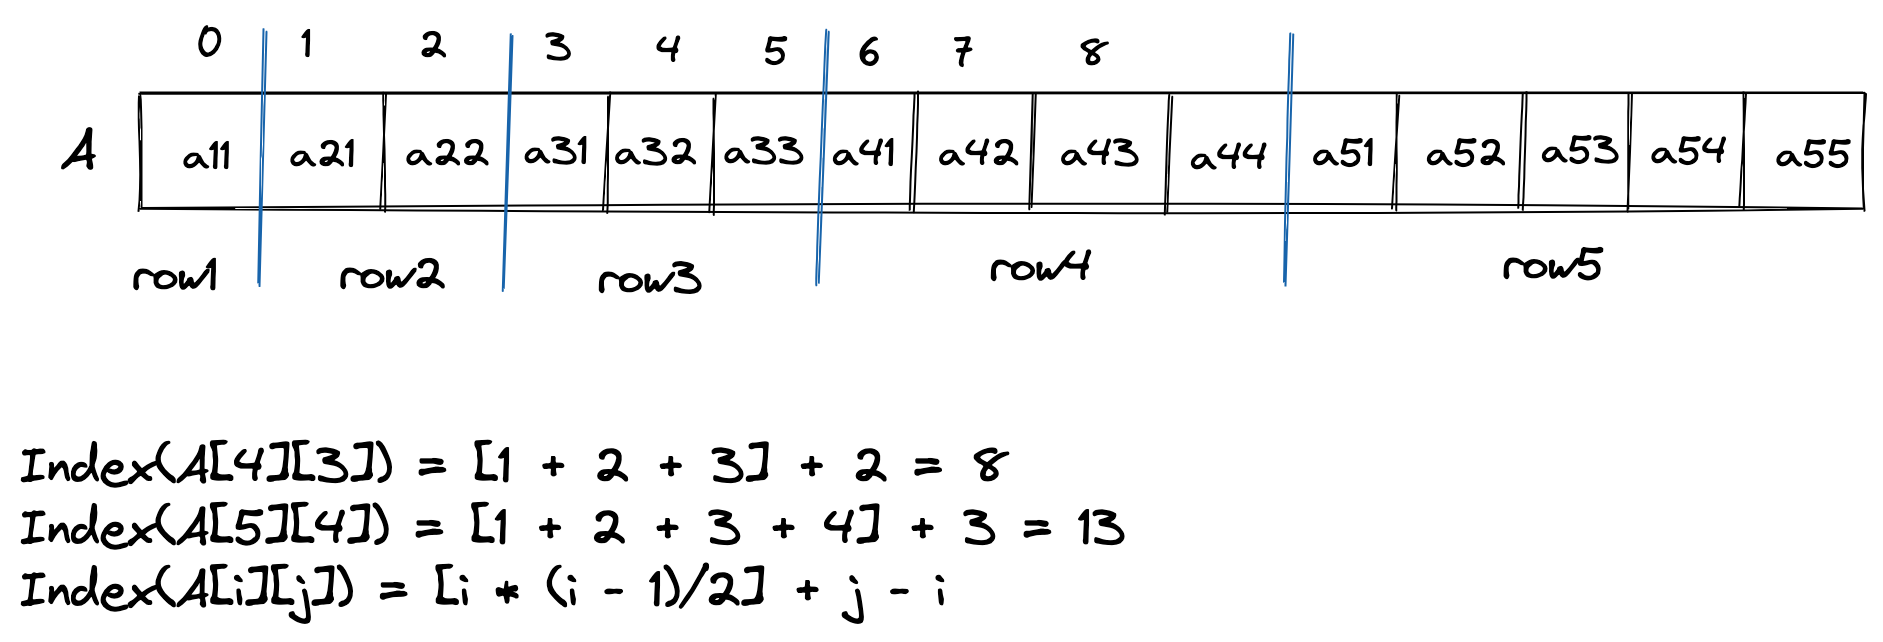 0 1 2 3 4 5 6 7 8
A a11 a21 a22 a31 a32 a33 a41 a42 a43 a44 a51 a52 a53 a54 a55
row1 row2 row3 row4 row5
Index(A[4][3]) = [1 + 2 + 3] + 2 = 8
Index(A[5][4]) = [1 + 2 + 3 + 4] + 3 = 13
Index(A[i][j]) = [i * (i - 1)/2] + j - i